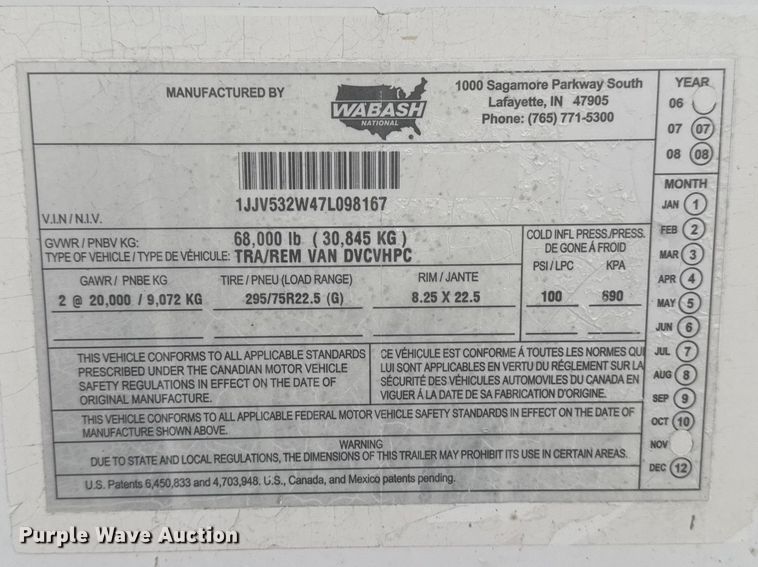 MANUFACTURED BY
WABASH
NATIONAL
1000 Sagamore Parkway South
Lafayette, IN 47905
Phone: (765) 771-5300
1JJV532W47L098167
V.I.N / N.I.V.
GVWR / PNBV KG: 68,000 lb ( 30,845 KG )
TYPE OF VEHICLE / TYPE DE VÉHICULE: TRA/REM VAN DVCVHPC
COLD INFL PRESS./PRESS.
DE GONE Á FROID
PSI / LPC KPA
GAWR / PNBE KG TIRE / PNEU (LOAD RANGE) RIM / JANTE
2 @ 20,000 / 9,072 KG 295/75R22.5 (G) 8.25 X 22.5 100 690
THIS VEHICLE CONFORMS TO ALL APPLICABLE STANDARDS
PRESCRIBED UNDER THE CANADIAN MOTOR VEHICLE
SAFETY REGULATIONS IN EFFECT ON THE DATE OF
ORIGINAL MANUFACTURE.
CE VÉHICULE EST CONFORME Á TOUTES LES NORMES QUI
LUI SONT APPLICABLES EN VERTU DU RÉGLEMENT SUR LA
SÉCURITÉ DES VÉHICULES AUTOMOVILES DU CANADA EN
VIGUER Á LA DATE DE SA FABRICATION D'ORIGINE.
THIS VEHICLE CONFORMS TO ALL APPLICABLE FEDERAL MOTOR VEHICLE SAFETY STANDARDS IN EFFECT ON THE DATE OF
MANUFACTURE SHOWN ABOVE.
WARNING
DUE TO STATE AND LOCAL REGULATIONS, THE DIMENSIONS OF THIS TRAILER MAY PROHIBIT ITS USE IN CERTAIN AREAS.
U.S. Patents 6,450,833 and 4,703,948. U.S., Canada, and Mexico patents pending.
YEAR
06
07 07
08 08
MONTH
JAN 1
FEB 2
MAR 3
APR 4
MAY 5
JUN 6
JUL 7
AUG 8
SEP 9
OCT 10
NOV
DEC 12
Purple Wave Auction